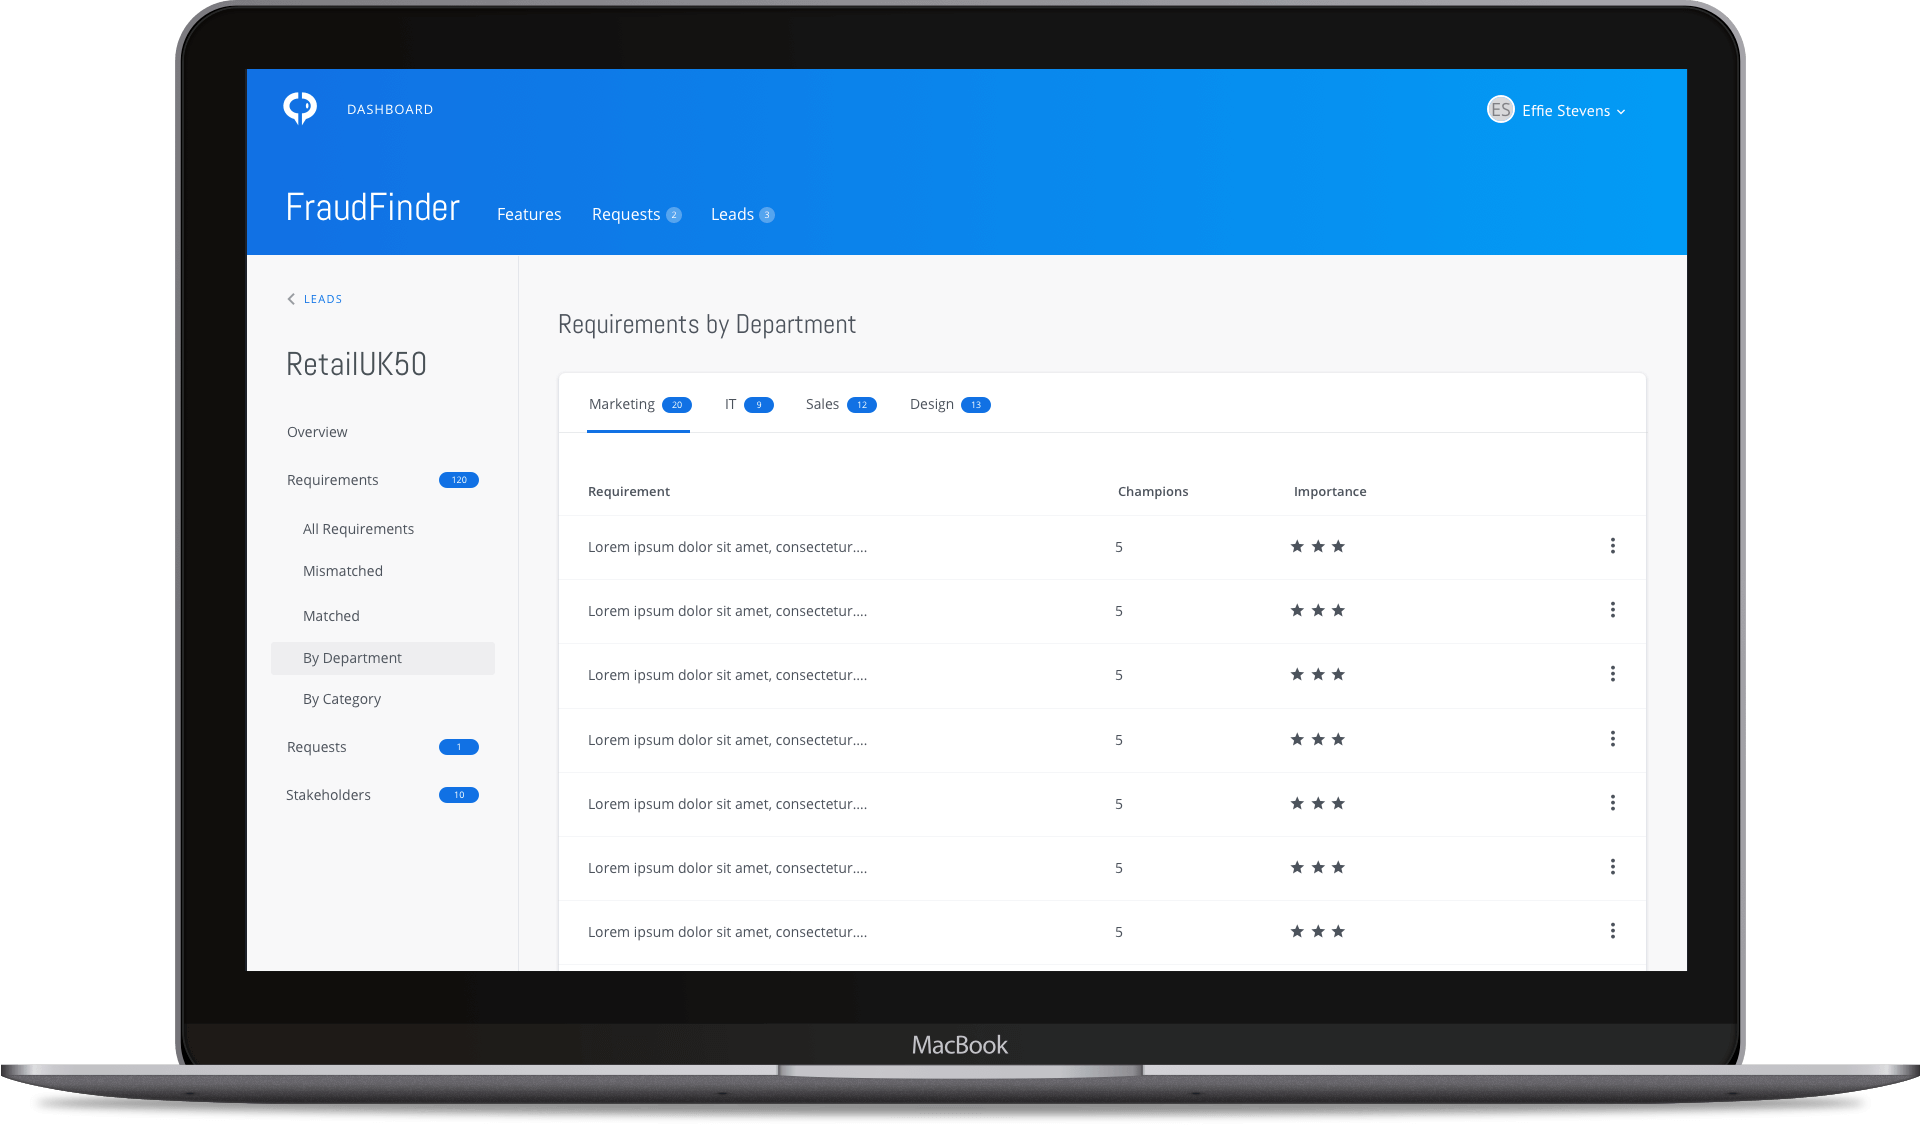 DASHBOARD
ES Effie Stevens
FraudFinder Features Requests 2 Leads 3
LEADS
RetailUK50
Overview
Requirements 120
All Requirements
Mismatched
Matched
By Department
By Category
Requests 1
Stakeholders 10
Requirements by Department
Marketing 20 IT 9 Sales 12 Design 13
Requirement Champions Importance
Lorem ipsum dolor sit amet, consectetur.... 5
Lorem ipsum dolor sit amet, consectetur.... 5
Lorem ipsum dolor sit amet, consectetur.... 5
Lorem ipsum dolor sit amet, consectetur.... 5
Lorem ipsum dolor sit amet, consectetur.... 5
Lorem ipsum dolor sit amet, consectetur.... 5
Lorem ipsum dolor sit amet, consectetur.... 5
MacBook